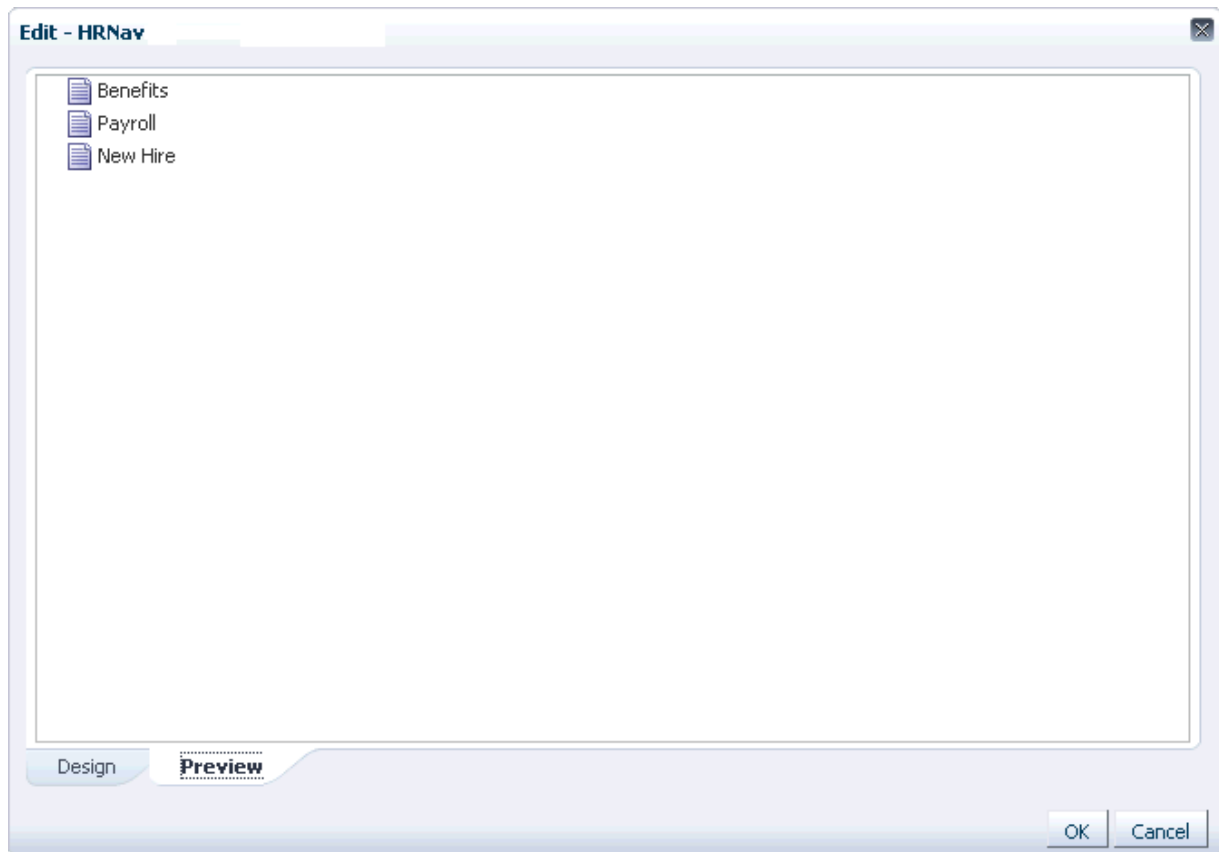 Edit - HRNav
Benefits
Payroll
New Hire
Design Preview
OK Cancel